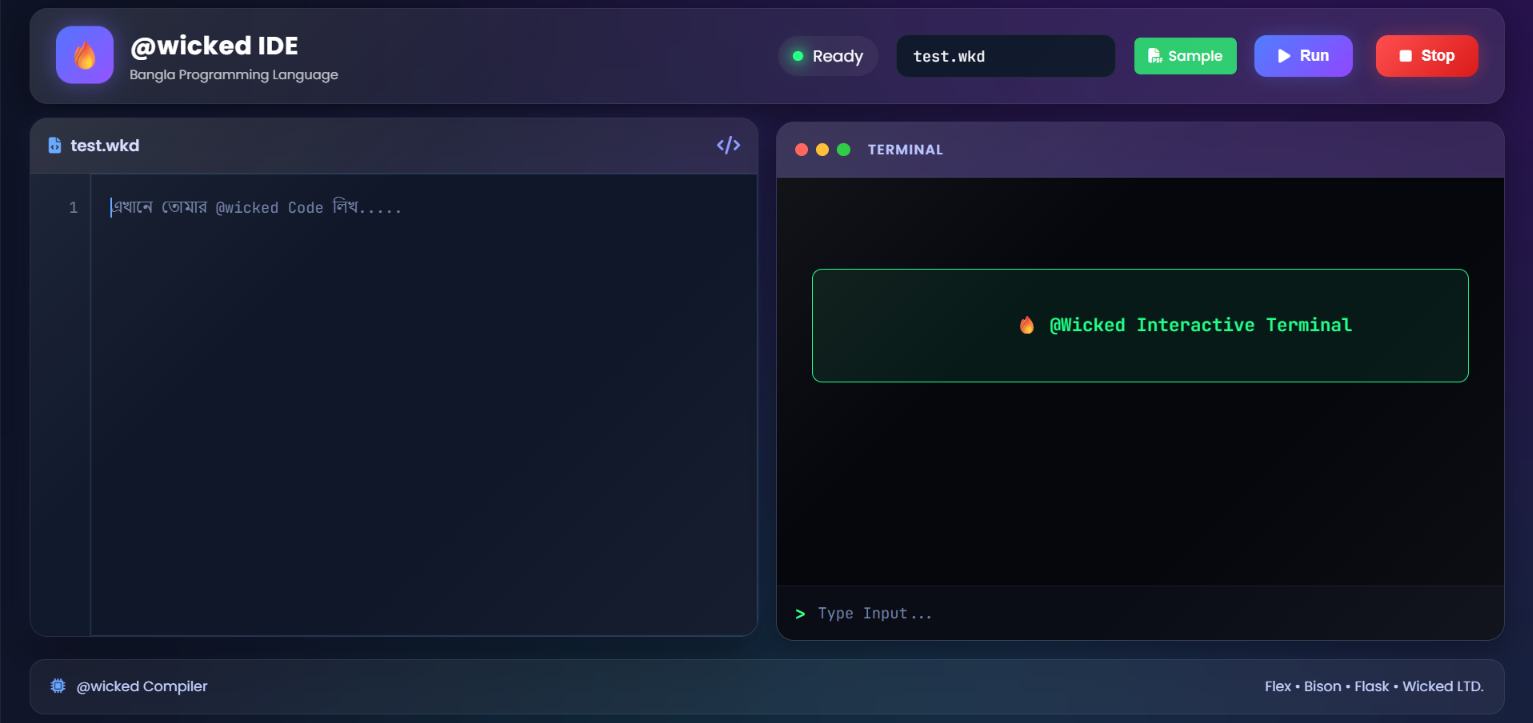 @wicked IDE
Bangla Programming Language
Ready
test.wkd
Sample
Run
Stop
test.wkd
</>
1
এখানে তোমার @wicked Code লিখ.....
TERMINAL
@Wicked Interactive Terminal
> Type Input...
@wicked Compiler
Flex • Bison • Flask • Wicked LTD.